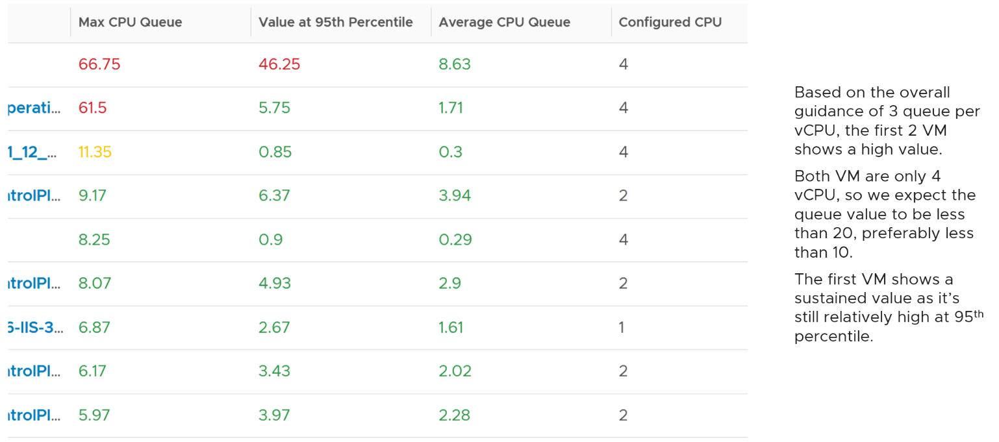 Max CPU Queue Value at 95th Percentile Average CPU Queue Configured CPU
66.75 46.25 8.63 4
perati... 61.5 5.75 1.71 4
1_12_... 11.35 0.85 0.3 4
ntrolPl... 9.17 6.37 3.94 2
8.25 0.9 0.29 4
ntrolPl... 8.07 4.93 2.9 2
6-IIS-3... 6.87 2.67 1.61 1
ntrolPl... 6.17 3.43 2.02 2
ntrolPl... 5.97 3.97 2.28 2
Based on the overall
guidance of 3 queue per
vCPU, the first 2 VM
shows a high value.
Both VM are only 4
vCPU, so we expect the
queue value to be less
than 20, preferably less
than 10.
The first VM shows a
sustained value as it’s
still relatively high at 95th
percentile.